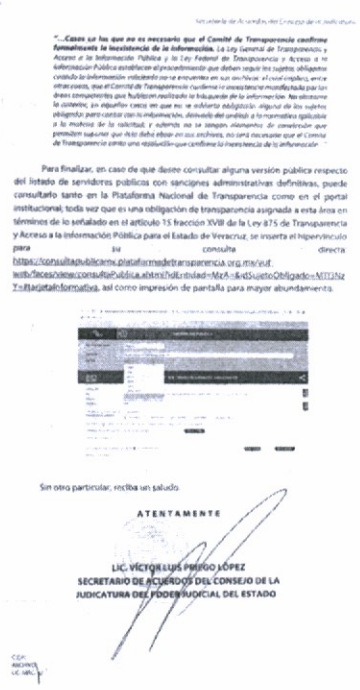 Secretaría de Acuerdos del Consejo de la Judicatura
"...Casos en los que no es necesario que el Comité de Transparencia confirme
formalmente la inexistencia de la información. La Ley General de Transparencia y
Acceso a la Información Pública y la Ley Federal de Transparencia y Acceso a la
Información Pública establecen el procedimiento que deben seguir los sujetos obligados
cuando la información solicitada no se encuentre en sus archivos; el cual implica, entre
otras cosas, que el Comité de Transparencia confirme la inexistencia manifestada por las
áreas competentes que hubiesen realizado la búsqueda de la información. No obstante
lo anterior, en aquellos casos en que no se advierta obligación alguna de los sujetos
obligados para contar con la información, derivado del análisis a la normativa aplicable
a la materia de la solicitud; y además no se tengan elementos de convicción que
permitan suponer que ésta debe obrar en sus archivos, no será necesario que el Comité
de Transparencia emita una resolución que confirme la inexistencia de la información..."
Para finalizar, en caso de que desee consultar alguna versión pública respecto
del listado de servidores públicos con sanciones administrativas definitivas, puede
consultarlo tanto en la Plataforma Nacional de Transparencia como en el portal
institucional, toda vez que es una obligación de transparencia asignada a esta área en
términos de lo señalado en el artículo 15 fracción XVIII de la Ley 875 de Transparencia
y Acceso a la Información Pública para el Estado de Veracruz, se inserta el hipervínculo
para su consulta directa:
https://consultapublicamx.plataformadetransparencia.org.mx/vut-
web/faces/view/consultaPublica.xhtml?idEntidad=MzA=&idSujetoObligado=MTI3Nz
Y=#tarjetaInformativa, así como impresión de pantalla para mayor abundamiento.
Sin otro particular, reciba un saludo.
ATENTAMENTE
LIC. VÍCTOR LUIS PRIEGO LÓPEZ
SECRETARIO DE ACUERDOS DEL CONSEJO DE LA
JUDICATURA DEL PODER JUDICIAL DEL ESTADO